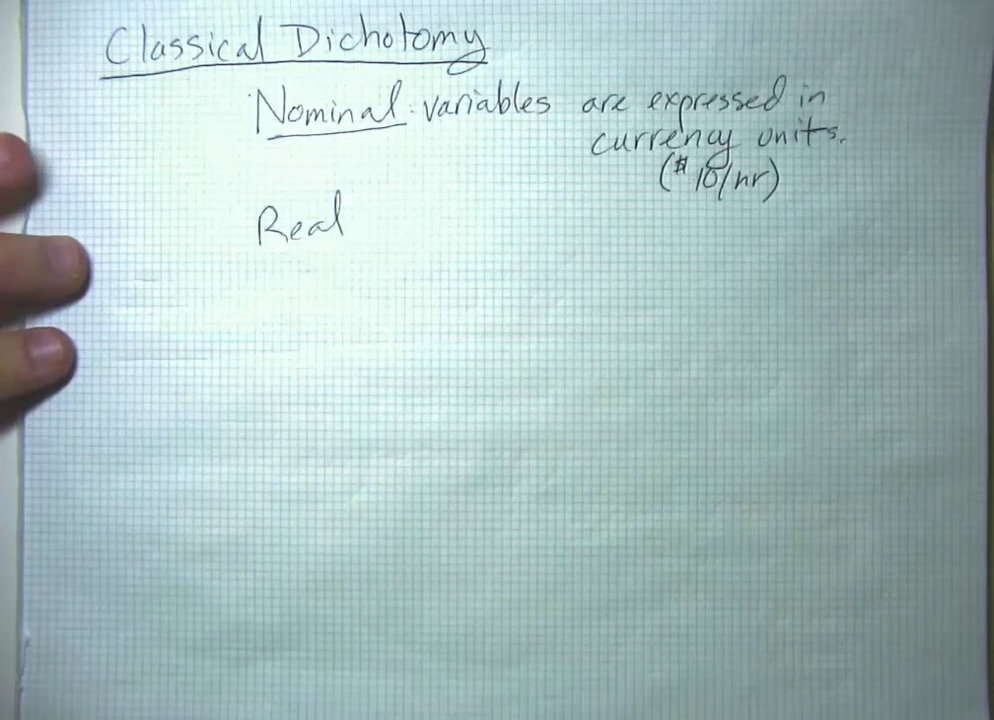 Classical Dichotomy
Nominal variables are expressed in
currency units.
($10/hr)
Real